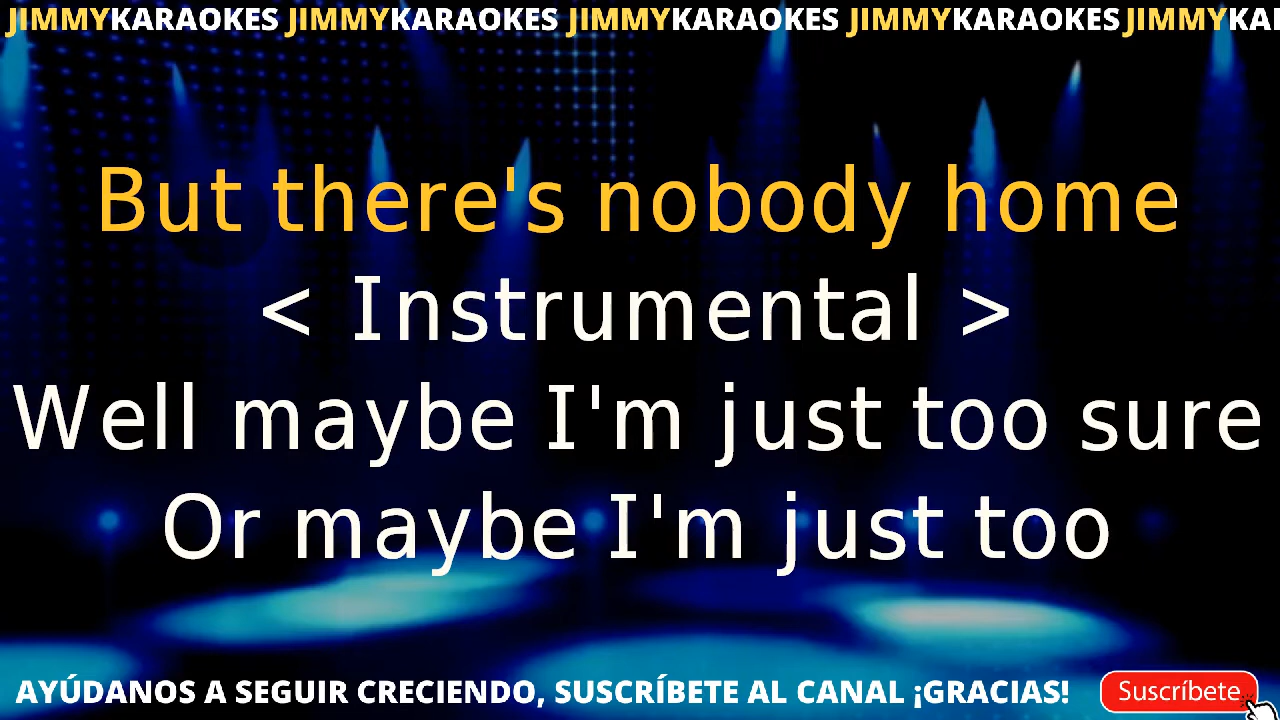 JIMMYKARAOKES JIMMYKARAOKES JIMMYKARAOKES JIMMYKARAOKES JIMMYKA
But there's nobody home
< Instrumental >
Well maybe I'm just too sure
Or maybe I'm just too
AYÚDANOS A SEGUIR CRECIENDO, SUSCRÍBETE AL CANAL ¡GRACIAS! Suscríbete